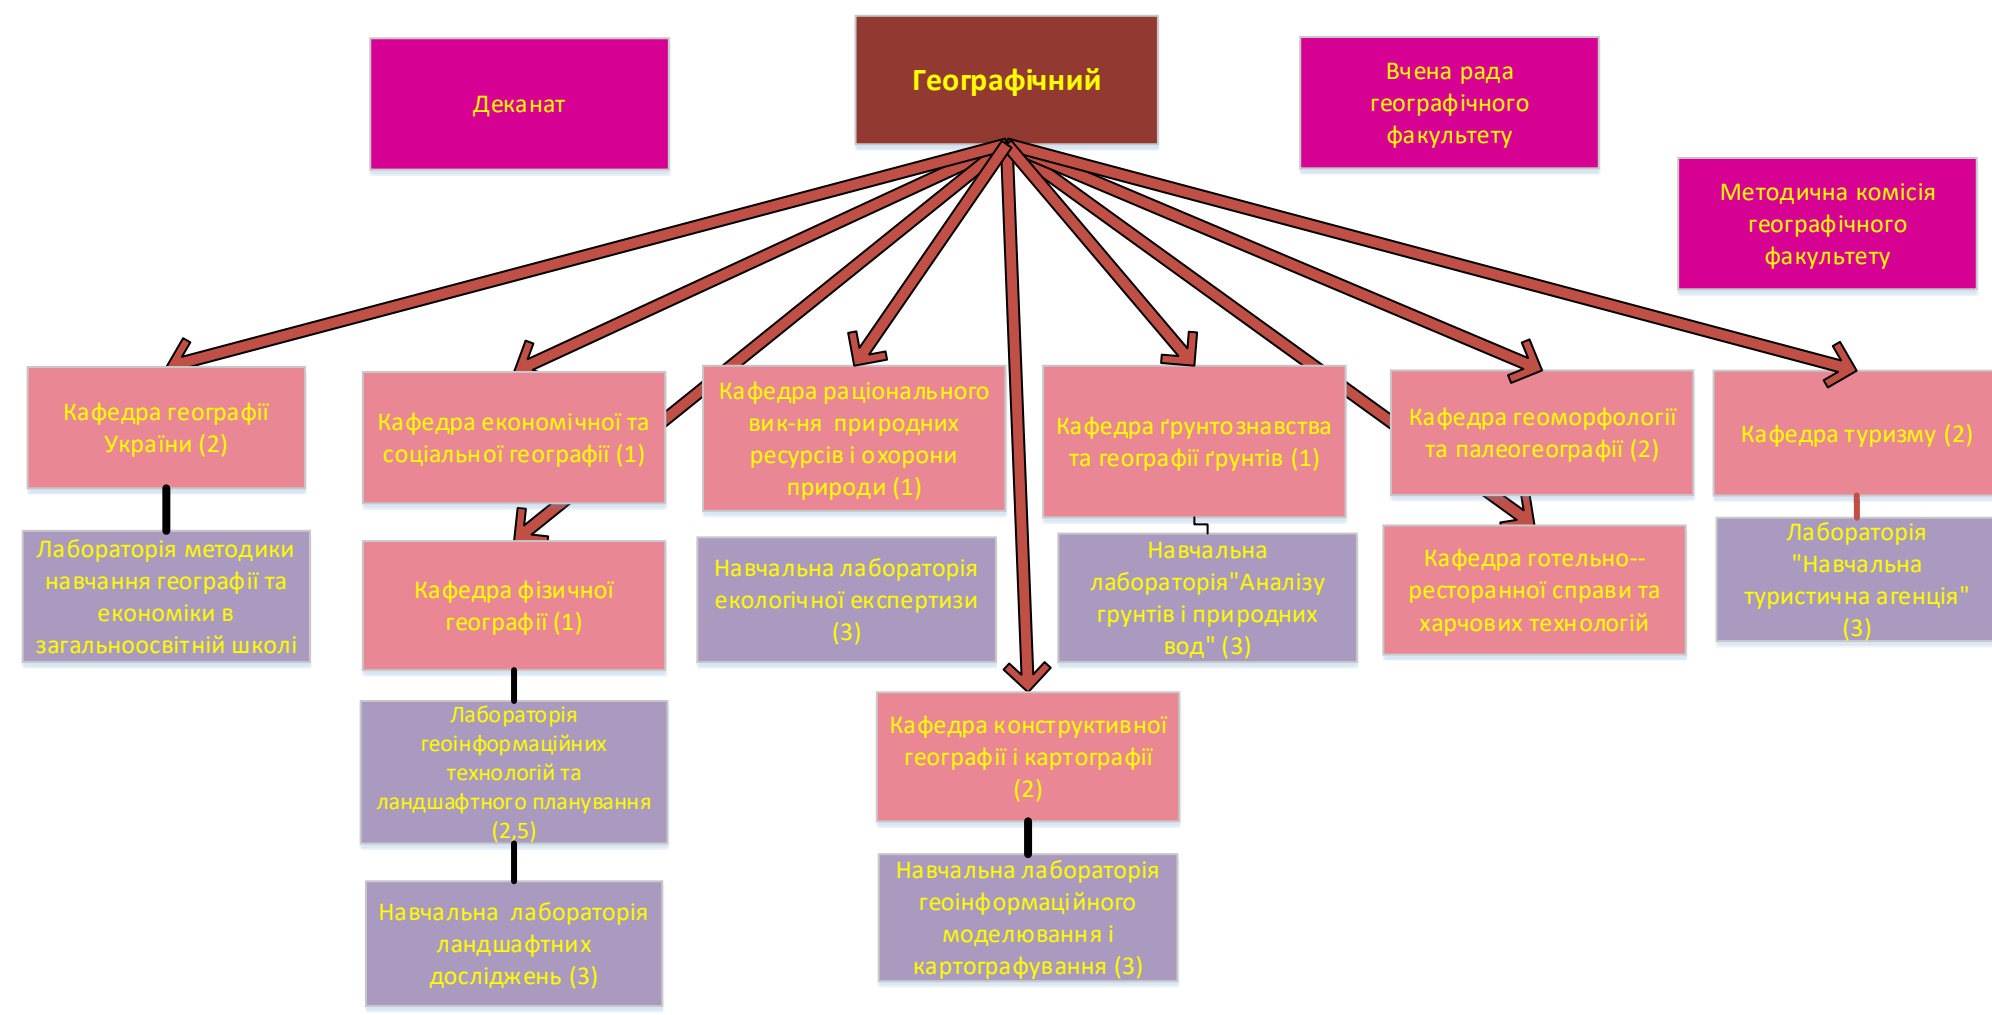 Деканат
Географічний
Вчена рада
географічного
факультету
Методична комісія
географічного
факультету
Кафедра географії
України (2)
Кафедра економічної та
соціальної географії (1)
Кафедра раціонального
вик-ня природних
ресурсів і охорони
природи (1)
Кафедра ґрунтознавства
та географії ґрунтів (1)
Кафедра геоморфології
та палеогеографії (2)
Кафедра туризму (2)
Лабораторія методики
навчання географії та
економіки в
загальноосвітній школі
Кафедра фізичної
географії (1)
Навчальна лабораторія
екологічної експертизи
(3)
Навчальна
лабораторія"Аналізу
грунтів і природних
вод" (3)
Кафедра готельно--
ресторанної справи та
харчових технологій
Лабораторія
"Навчальна
туристична агенція"
(3)
Лабораторія
геоінформаційних
технологій та
ландшафтного планування
(2,5)
Кафедра конструктивної
географії і картографії
(2)
Навчальна лабораторія
ландшафтних
досліджень (3)
Навчальна лабораторія
геоінформаційного
моделювання і
картографування (3)